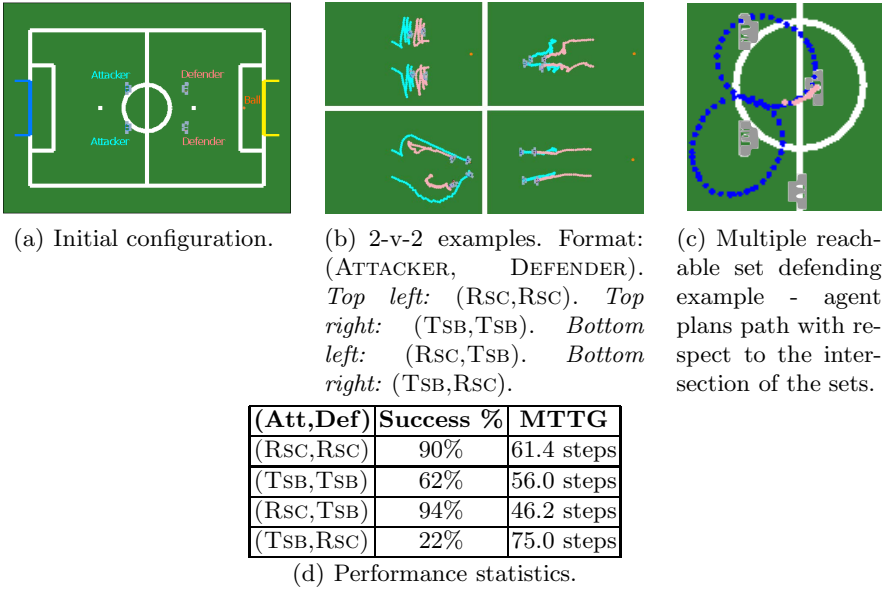 Attacker
Defender
Ball
Attacker
Defender
(a) Initial configuration.
(b) 2-v-2 examples. Format:
(ATTACKER, DEFENDER).
Top left: (RSC,RSC). Top
right: (TSB,TSB). Bottom
left: (RSC,TSB). Bottom
right: (TSB,RSC).
(c) Multiple reach-
able set defending
example - agent
plans path with re-
spect to the inter-
section of the sets.
(Att,Def) Success % MTTG
(RSC,RSC) 90% 61.4 steps
(TSB,TSB) 62% 56.0 steps
(RSC,TSB) 94% 46.2 steps
(TSB,RSC) 22% 75.0 steps
(d) Performance statistics.